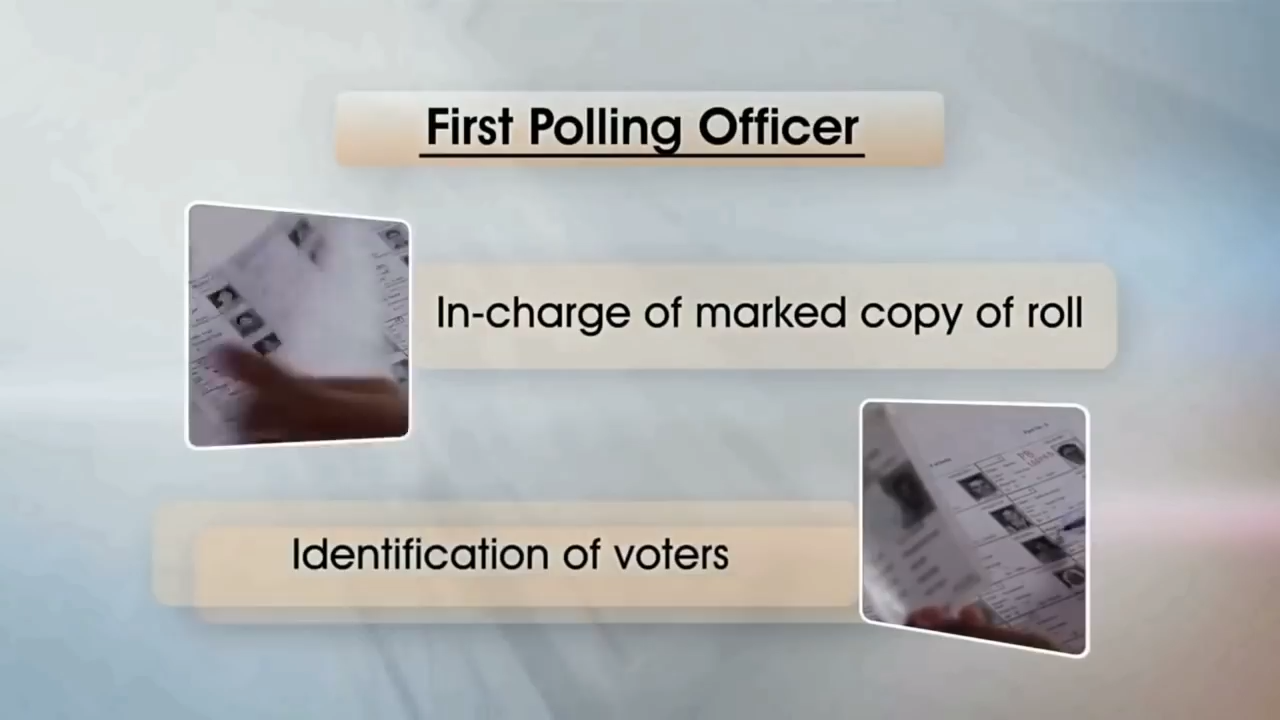 First Polling Officer
In-charge of marked copy of roll
Identification of voters